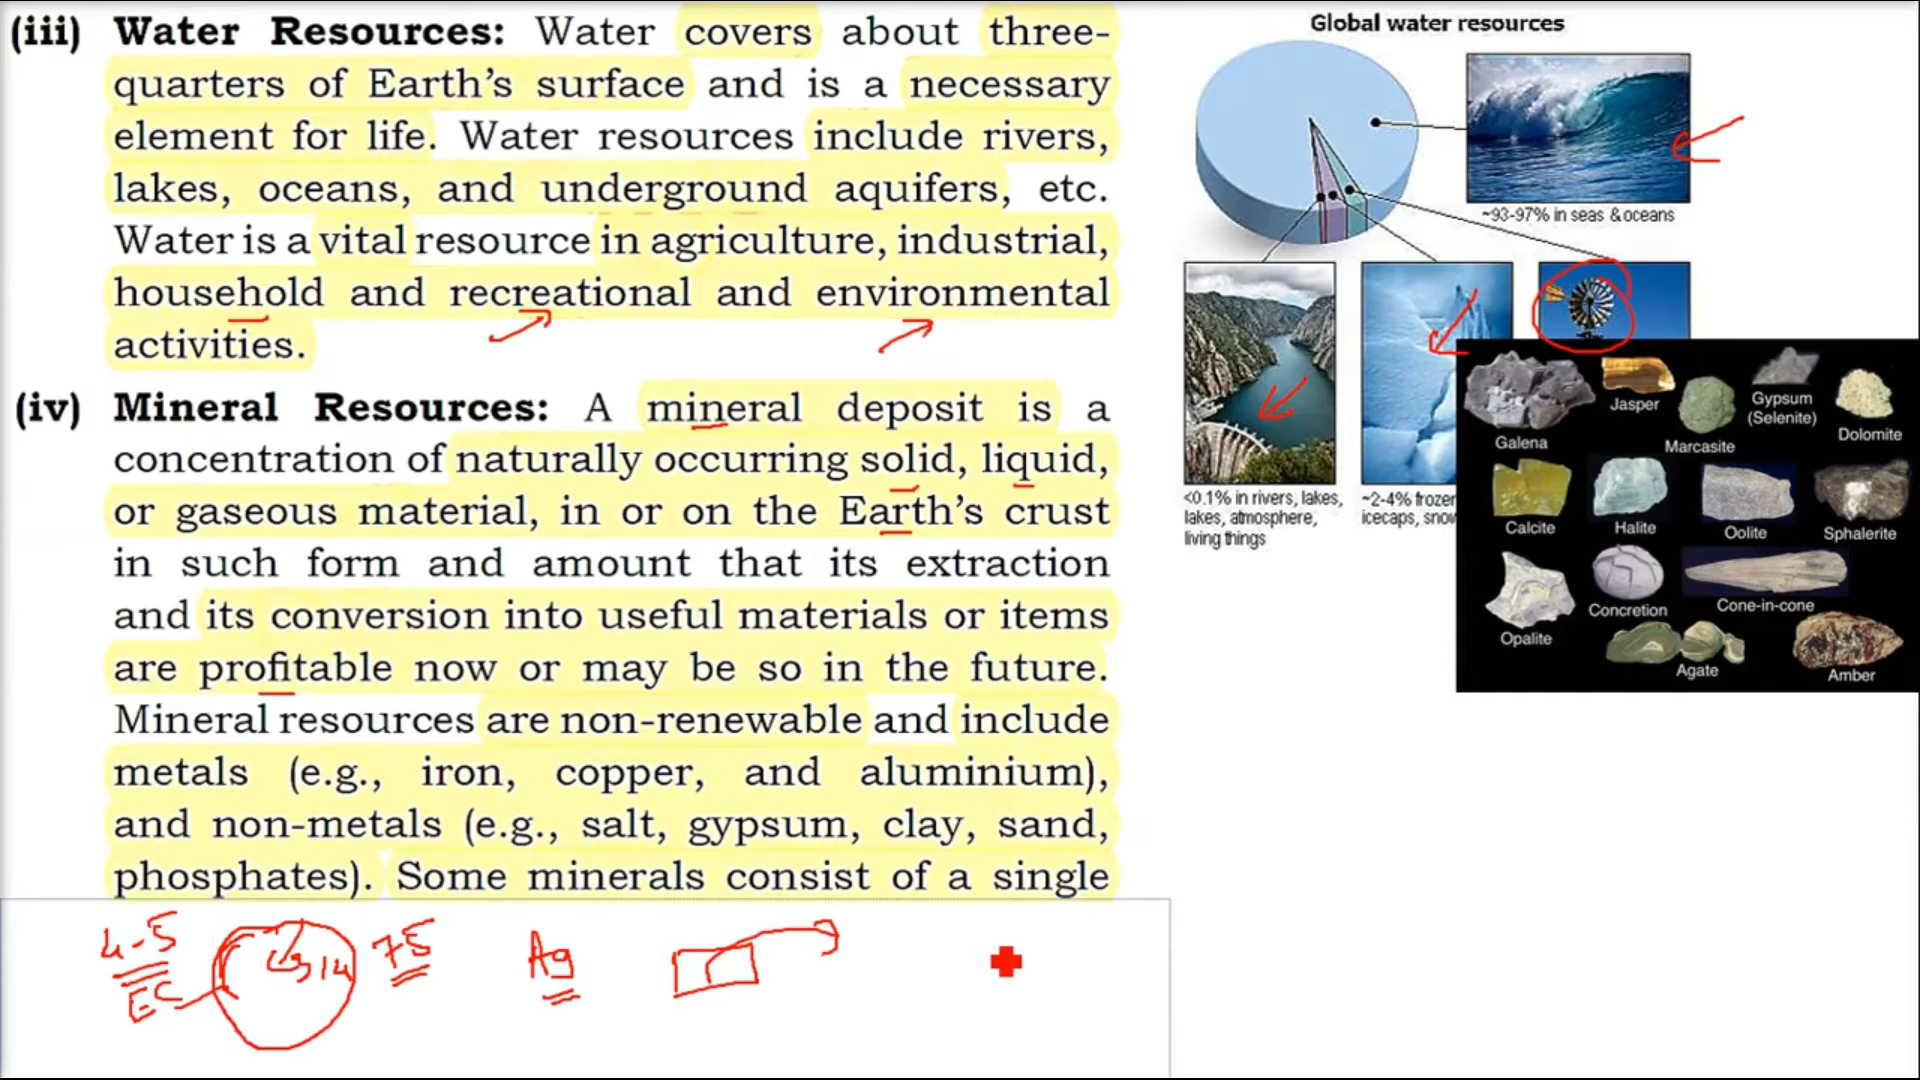 (iii) Water Resources: Water covers about three-
quarters of Earth's surface and is a necessary
element for life. Water resources include rivers,
lakes, oceans, and underground aquifers, etc.
Water is a vital resource in agriculture, industrial,
household and recreational and environmental
activities.
(iv) Mineral Resources: A mineral deposit is a
concentration of naturally occurring solid, liquid,
or gaseous material, in or on the Earth's crust
in such form and amount that its extraction
and its conversion into useful materials or items
are profitable now or may be so in the future.
Mineral resources are non-renewable and include
metals (e.g., iron, copper, and aluminium),
and non-metals (e.g., salt, gypsum, clay, sand,
phosphates). Some minerals consist of a single
4-5
EC
75
Ag
Global water resources
~93-97% in seas & oceans
<0.1% in rivers, lakes,
lakes, atmosphere,
living things
~2-4% frozen
icecaps, snow
Galena
Jasper
Marcasite
Gypsum
(Selenite)
Dolomite
Calcite
Halite
Oolite
Sphalerite
Opalite
Concretion
Cone-in-cone
Agate
Amber